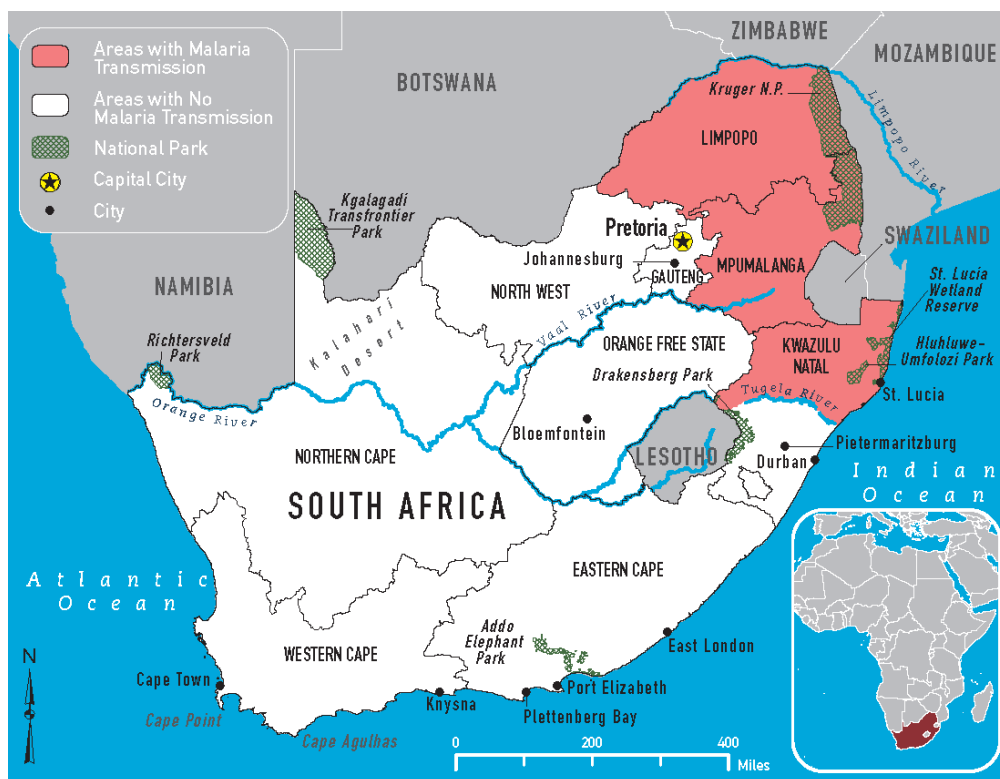 Areas with Malaria
Transmission
Areas with No
Malaria Transmission
National Park
Capital City
City
ZIMBABWE
MOZAMBIQUE
BOTSWANA
Kruger N.P.
Limpopo River
LIMPOPO
Kgalagadi
Transfrontier
Park
Pretoria
SWAZILAND
Johannesburg
GAUTENG
MPUMALANGA
St. Lucia
Wetland
Reserve
NAMIBIA
NORTH WEST
Kalahari
Desert
Vaal River
Richtersveld
Park
ORANGE FREE STATE
KWAZULU
NATAL
Hluhluwe-
Umfolozi Park
Drakensberg Park
Tugela River
St. Lucia
Orange River
Bloemfontein
Pietermaritzburg
LESOTHO
Durban
NORTHERN CAPE
Indian
Ocean
SOUTH AFRICA
EASTERN CAPE
Atlantic
Ocean
Addo
Elephant
Park
East London
WESTERN CAPE
N
Cape Town
Port Elizabeth
Knysna
Plettenberg Bay
Cape Point
Cape Agulhas
0 200 400
Miles